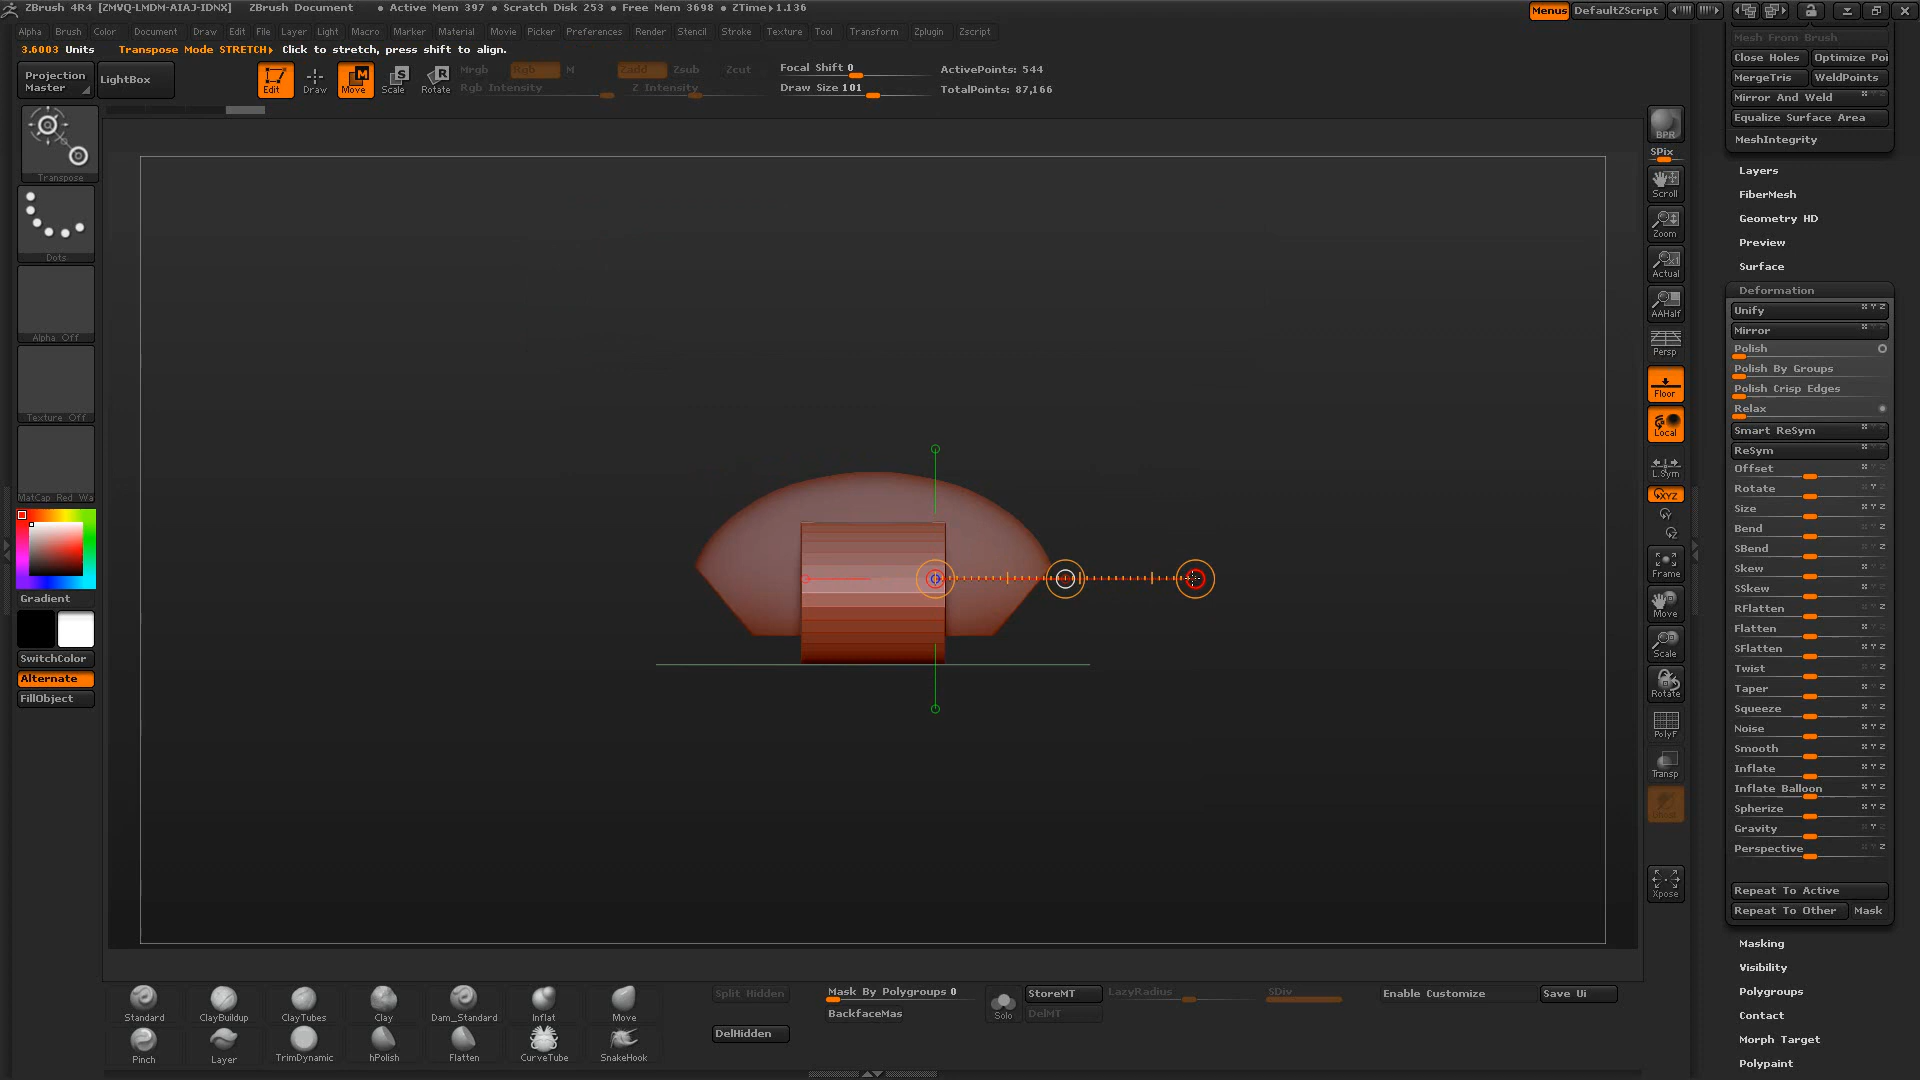 ZBrush 4R4 [ZMVQ-LMDM-AIAJ-IDNX] ZBrush Document • Active Mem 397 • Scratch Disk 253 • Free Mem 3698 • ZTime▸1.136 Menus DefaultZScript
Alpha Brush Color Document Draw Edit File Layer Light Macro Marker Material Movie Picker Preferences Render Stencil Stroke Texture Tool Transform Zplugin Zscript
3.6003 Units Transpose Mode STRETCH▸ Click to stretch, press shift to align.
Projection Master
LightBox
Edit Draw Move Scale Rotate
Mrgb Rgb M
Rgb Intensity
Zadd Zsub Zcut
Z Intensity
Focal Shift 0
Draw Size 101
ActivePoints: 544
TotalPoints: 87,166
Transpose
Dots
Alpha Off
Texture Off
MatCap Red Wa
Gradient
SwitchColor
Alternate
FillObject
BPR
SPix
Scroll
Zoom
Actual
AAHalf
Persp
Floor
Local
L.Sym
XYZ
Y
Z
Frame
Move
Scale
Rotate
PolyF
Transp
Xpose
Mesh From Brush
Close Holes Optimize Poi
MergeTris WeldPoints
Mirror And Weld
Equalize Surface Area
MeshIntegrity
Layers
FiberMesh
Geometry HD
Preview
Surface
Deformation
Unify
Mirror
Polish
Polish By Groups
Polish Crisp Edges
Relax
Smart ReSym
ReSym
Offset
Rotate
Size
Bend
SBend
Skew
SSkew
RFlatten
Flatten
SFlatten
Twist
Taper
Squeeze
Noise
Smooth
Inflate
Inflate Balloon
Spherize
Gravity
Perspective
Repeat To Active
Repeat To Other Mask
Masking
Visibility
Polygroups
Contact
Morph Target
Polypaint
Standard ClayBuildup ClayTubes Clay Dam_Standard Inflat Move
Pinch Layer TrimDynamic hPolish Flatten CurveTube SnakeHook
Split Hidden
DelHidden
Mask By Polygroups 0
BackfaceMas
Solo
StoreMT
DelMT
LazyRadius
SDiv
Enable Customize
Save Ui